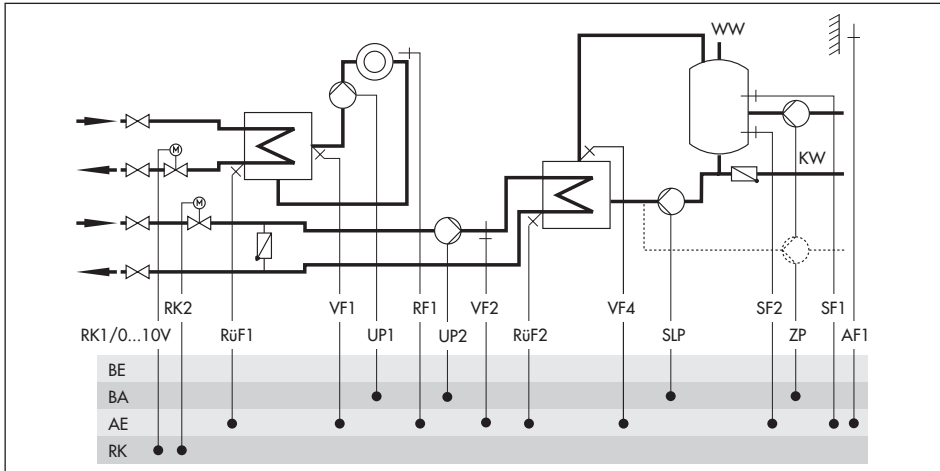 WW
M
KW
M
RK2 VF1 RF1 VF2 VF4 SF2 SF1
RK1/0...10V RüF1 UP1 UP2 RüF2 SLP ZP AF1
BE
BA
AE
RK